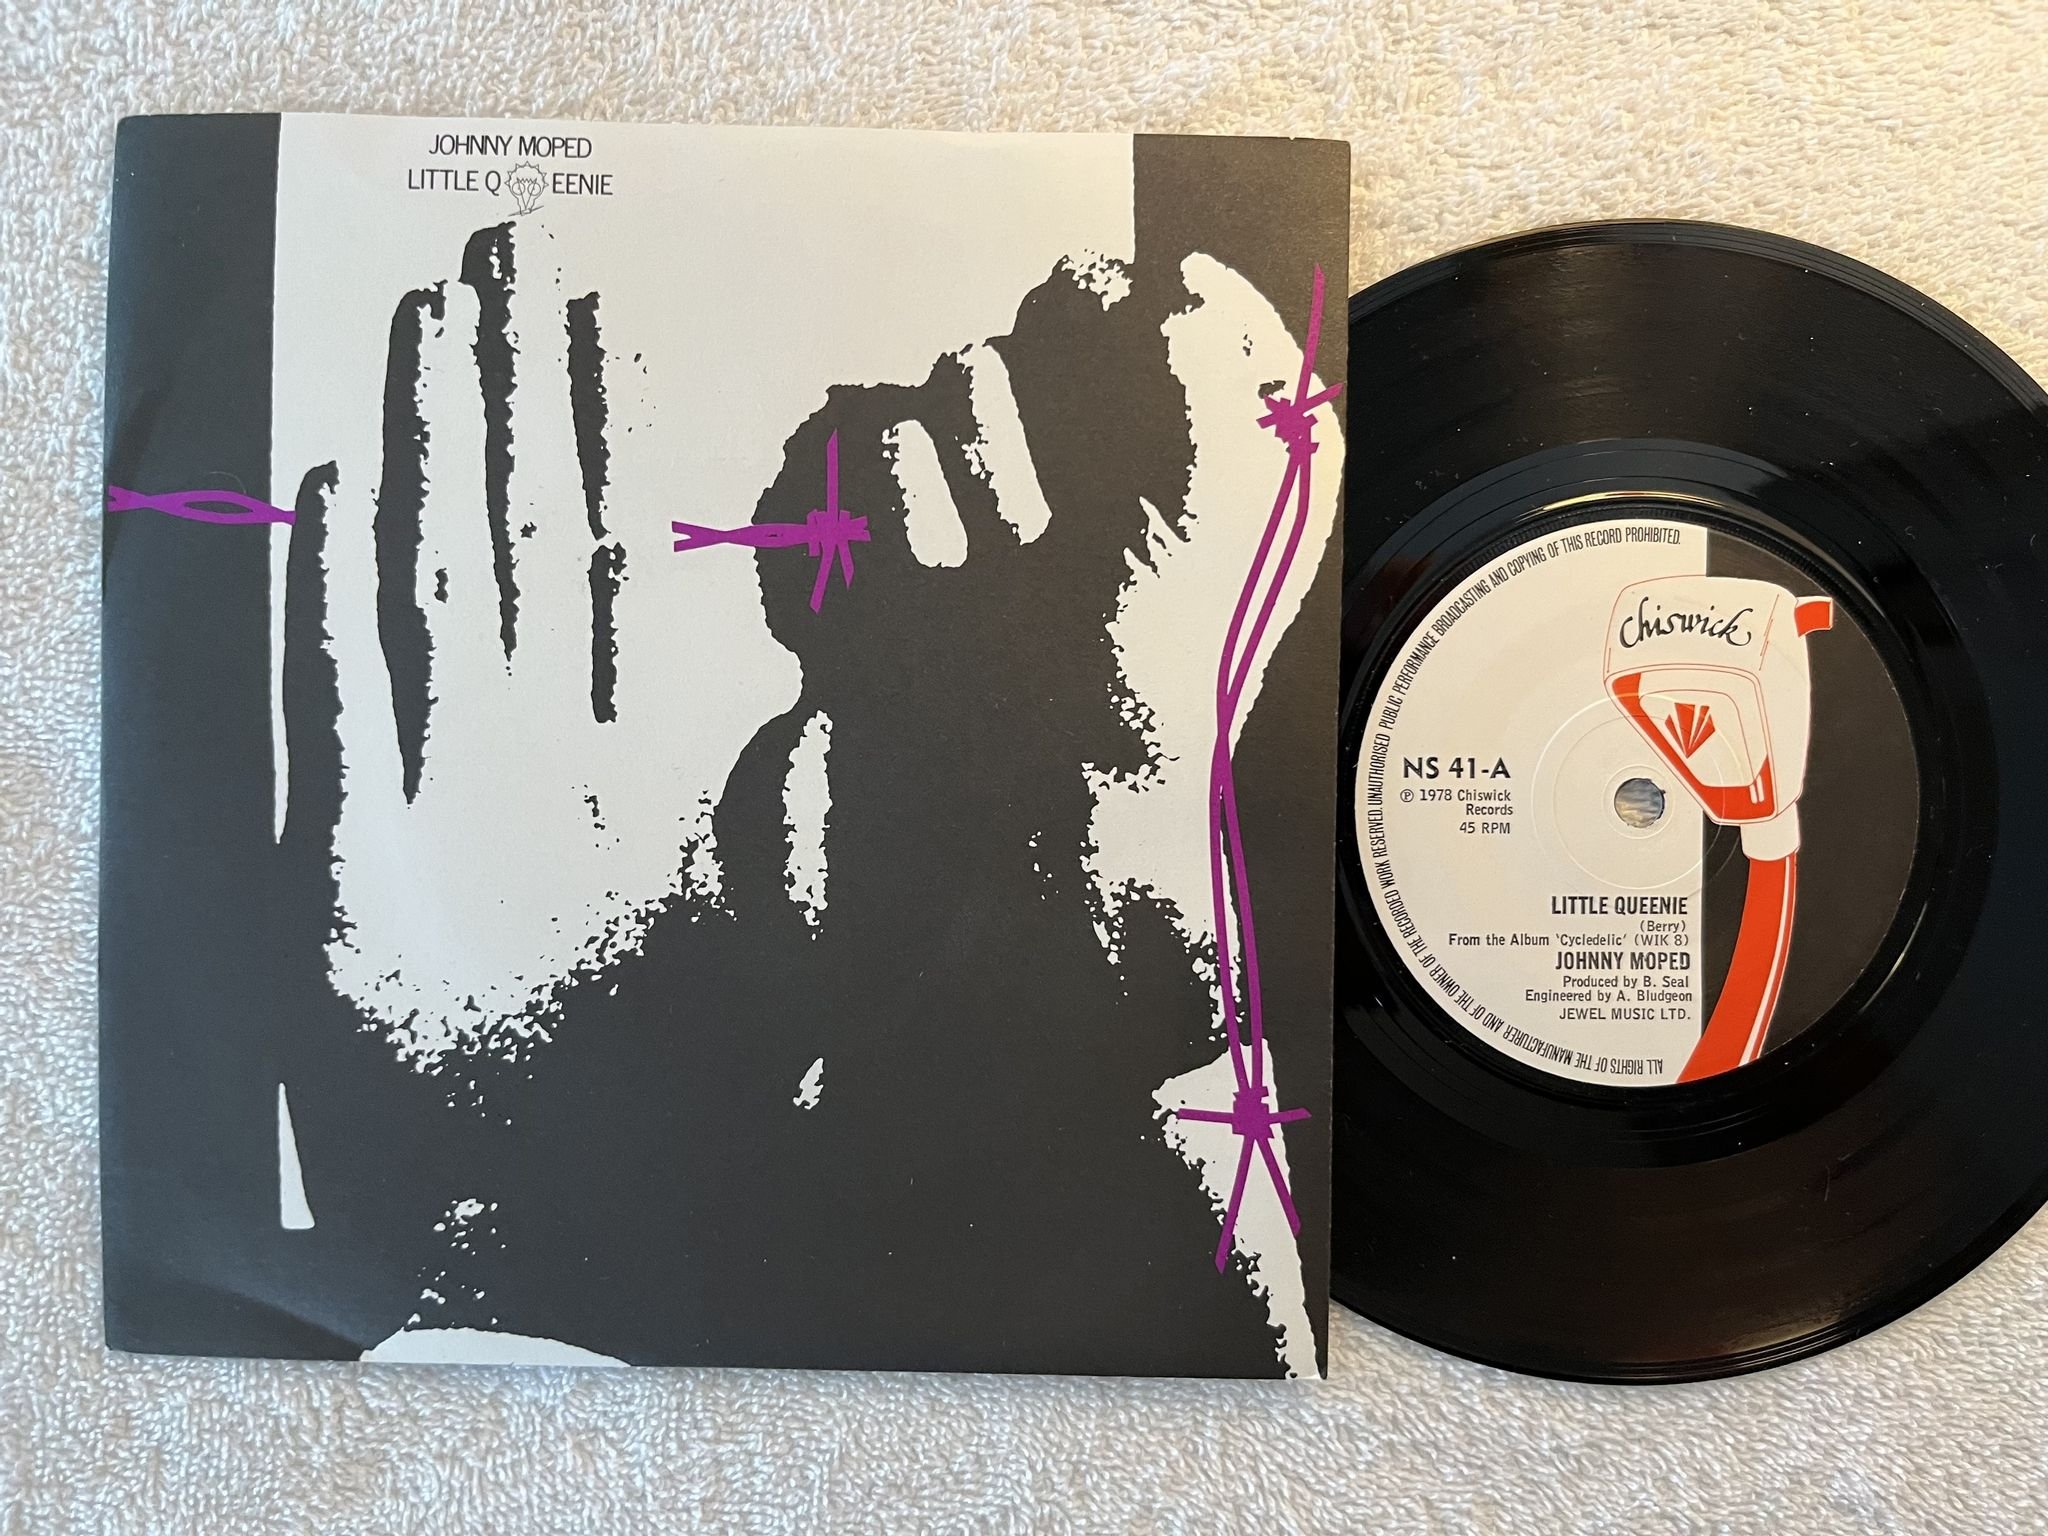 JOHNNY MOPED
LITTLE QUEENIE
chiswick
NS 41-A
℗ 1978 Chiswick
Records
45 RPM
LITTLE QUEENIE
(Berry)
From the Album 'Cycledelic' (WIK 8)
JOHNNY MOPED
Produced by B. Seal
Engineered by A. Bludgeon
JEWEL MUSIC LTD.
ALL RIGHTS OF THE MANUFACTURER AND OF THE OWNER OF THE RECORDED WORK RESERVED. UNAUTHORISED PUBLIC PERFORMANCE BROADCASTING AND COPYING OF THIS RECORD PROHIBITED.